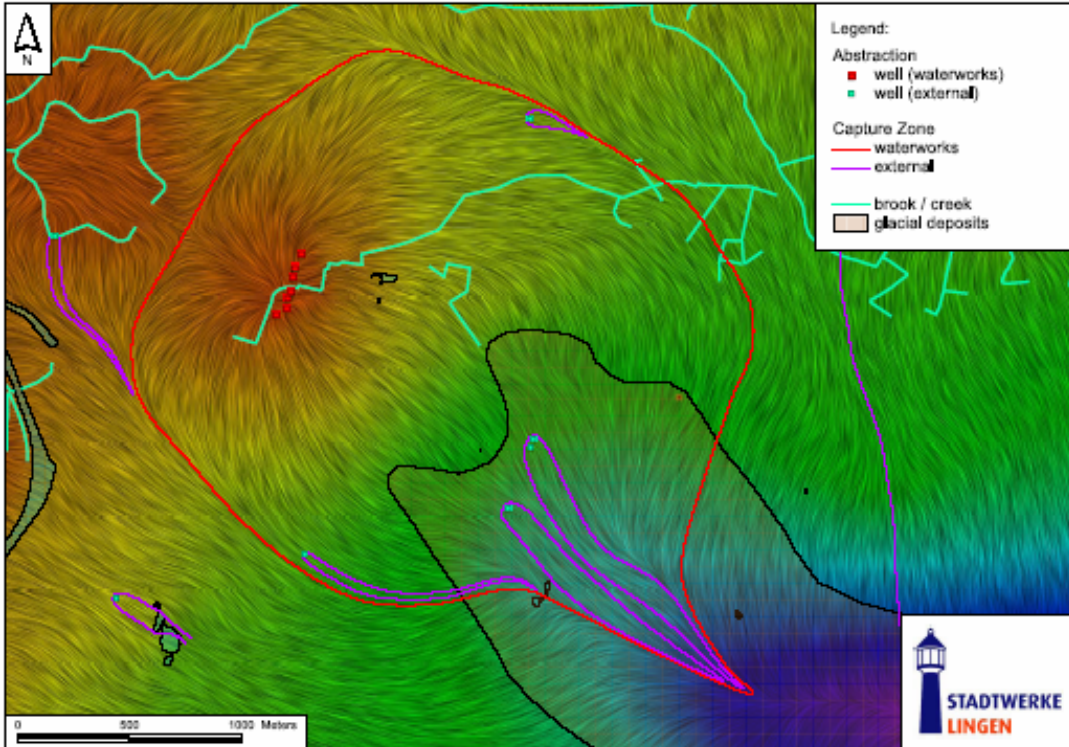 N
Legend:
Abstraction
well (waterworks)
well (external)
Capture Zone
waterworks
external
brook / creek
glacial deposits
0 500 1000 Meters
STADTWERKE
LINGEN